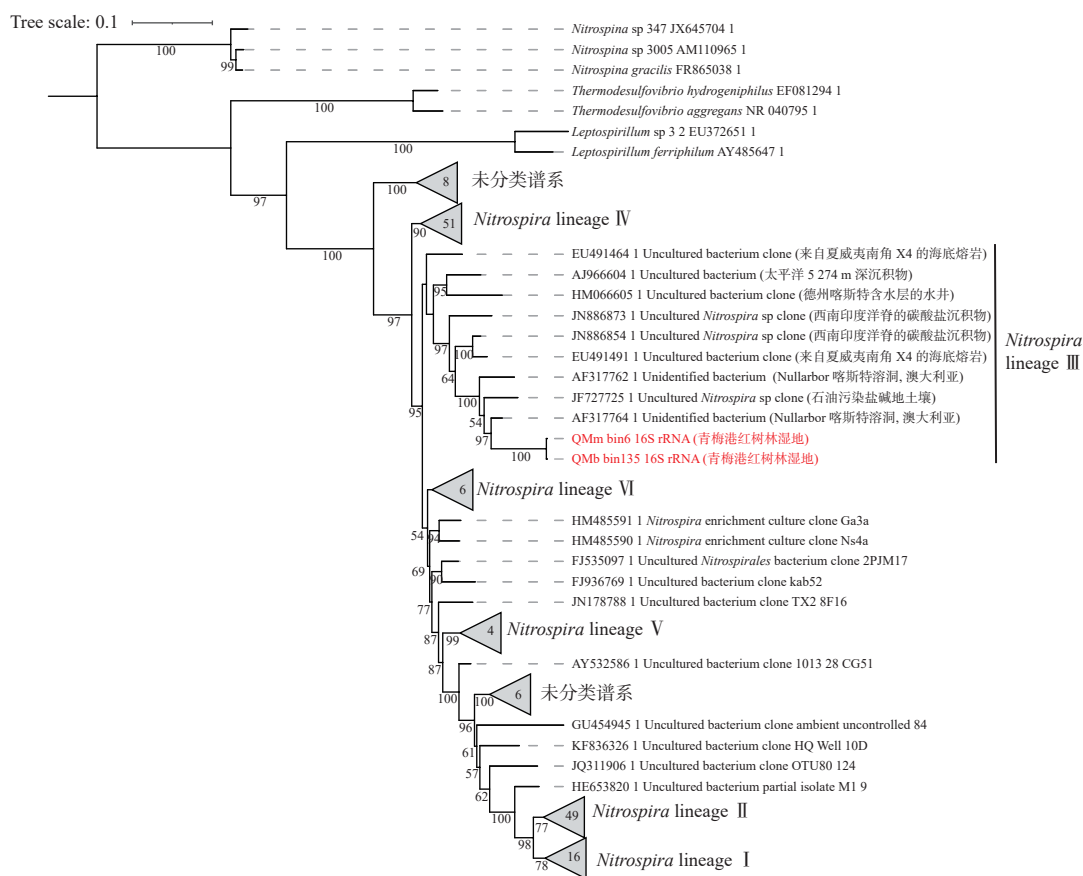 Tree scale: 0.1
Nitrospina sp 347 JX645704 1
100
Nitrospina sp 3005 AM110965 1
99
Nitrospina gracilis FR865038 1
Thermodesulfovibrio hydrogeniphilus EF081294 1
100
Thermodesulfovibrio aggregans NR 040795 1
Leptospirillum sp 3 2 EU372651 1
100
Leptospirillum ferriphilum AY485647 1
97
100
8
未分类谱系
100
90
51
Nitrospira lineage Ⅳ
97
EU491464 1 Uncultured bacterium clone (来自夏威夷南角 X4 的海底熔岩)
AJ966604 1 Uncultured bacterium (太平洋 5 274 m 深沉积物)
95
HM066605 1 Uncultured bacterium clone (德州喀斯特含水层的水井)
JN886873 1 Uncultured Nitrospira sp clone (西南印度洋脊的碳酸盐沉积物)
97
JN886854 1 Uncultured Nitrospira sp clone (西南印度洋脊的碳酸盐沉积物)
100
EU491491 1 Uncultured bacterium clone (来自夏威夷南角 X4 的海底熔岩)
64
AF317762 1 Unidentified bacterium (Nullarbor 喀斯特溶洞, 澳大利亚)
100
JF727725 1 Uncultured Nitrospira sp clone (石油污染盐碱地土壤)
54
AF317764 1 Unidentified bacterium (Nullarbor 喀斯特溶洞, 澳大利亚)
97
QMm bin6 16S rRNA (青梅港红树林湿地)
100
QMb bin135 16S rRNA (青梅港红树林湿地)
Nitrospira
lineage Ⅲ
95
6
Nitrospira lineage Ⅵ
54
HM485591 1 Nitrospira enrichment culture clone Ga3a
94
HM485590 1 Nitrospira enrichment culture clone Ns4a
69
FJ535097 1 Uncultured Nitrospirales bacterium clone 2PJM17
90
FJ936769 1 Uncultured bacterium clone kab52
77
JN178788 1 Uncultured bacterium clone TX2 8F16
87
99
4
Nitrospira lineage Ⅴ
87
AY532586 1 Uncultured bacterium clone 1013 28 CG51
100
100
6
未分类谱系
96
GU454945 1 Uncultured bacterium clone ambient uncontrolled 84
61
KF836326 1 Uncultured bacterium clone HQ Well 10D
57
JQ311906 1 Uncultured bacterium clone OTU80 124
62
HE653820 1 Uncultured bacterium partial isolate M1 9
100
77
49
Nitrospira lineage Ⅱ
98
78
16
Nitrospira lineage Ⅰ